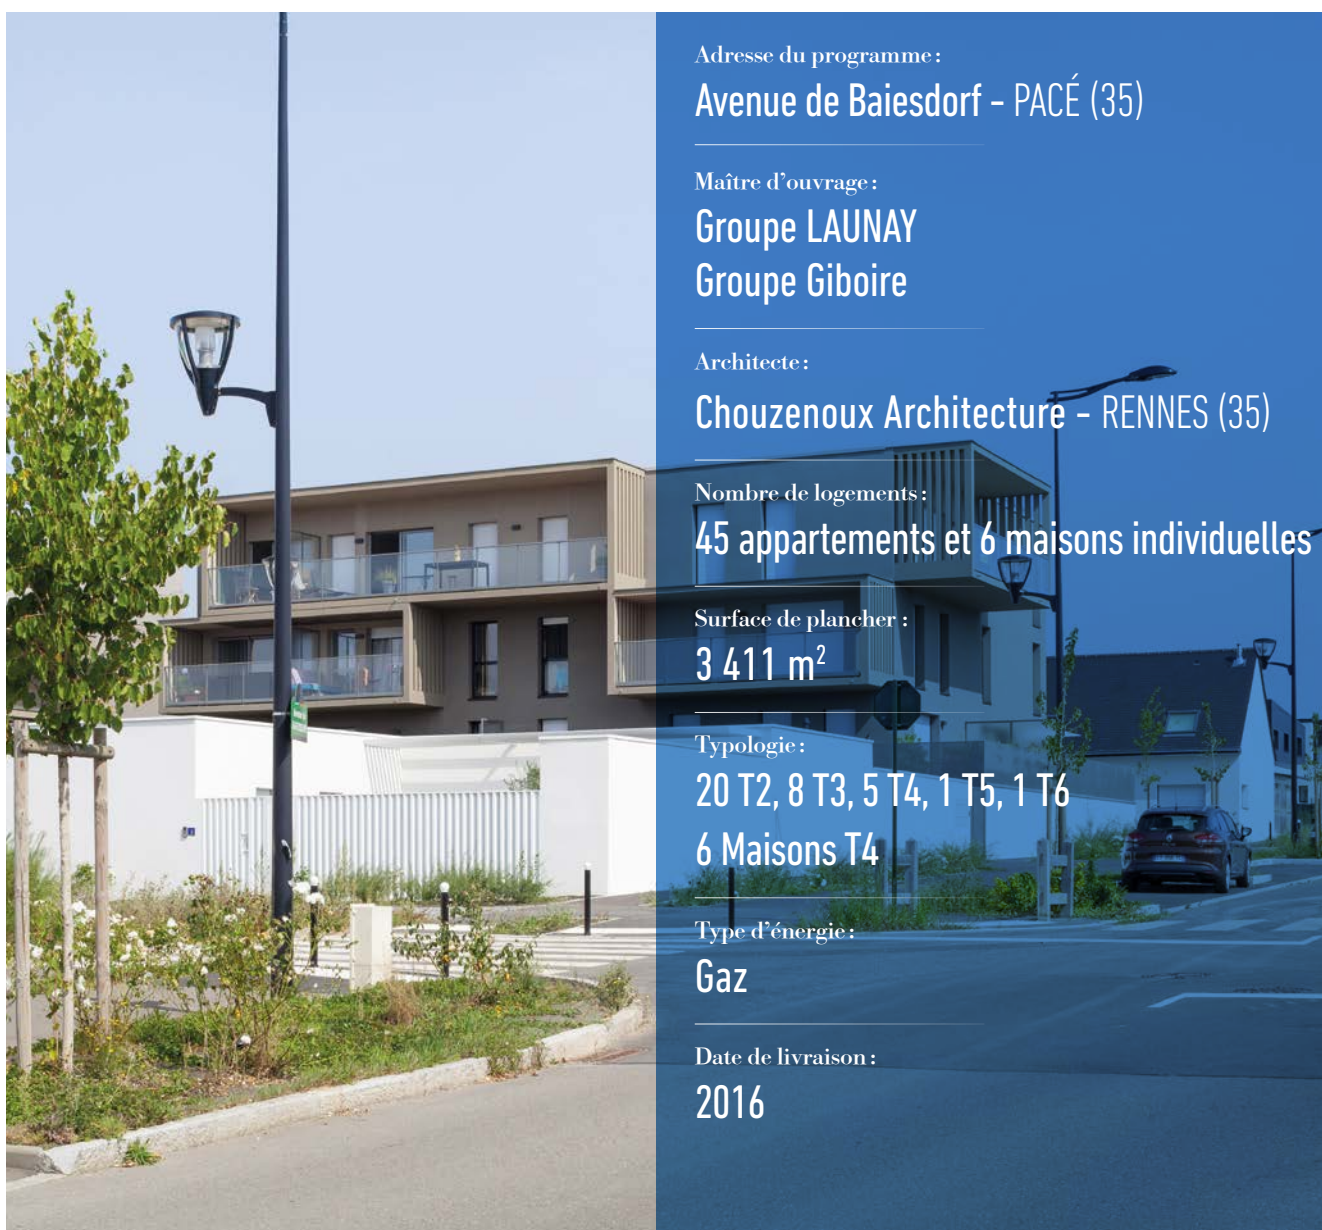 Adresse du programme :
Avenue de Baiesdorf - PACÉ (35)
Maître d'ouvrage :
Groupe LAUNAY
Groupe Giboire
Architecte :
Chouzenoux Architecture - RENNES (35)
Nombre de logements :
45 appartements et 6 maisons individuelles
Surface de plancher :
3 411 m²
Typologie :
20 T2, 8 T3, 5 T4, 1 T5, 1 T6
6 Maisons T4
Type d'énergie :
Gaz
Date de livraison :
2016